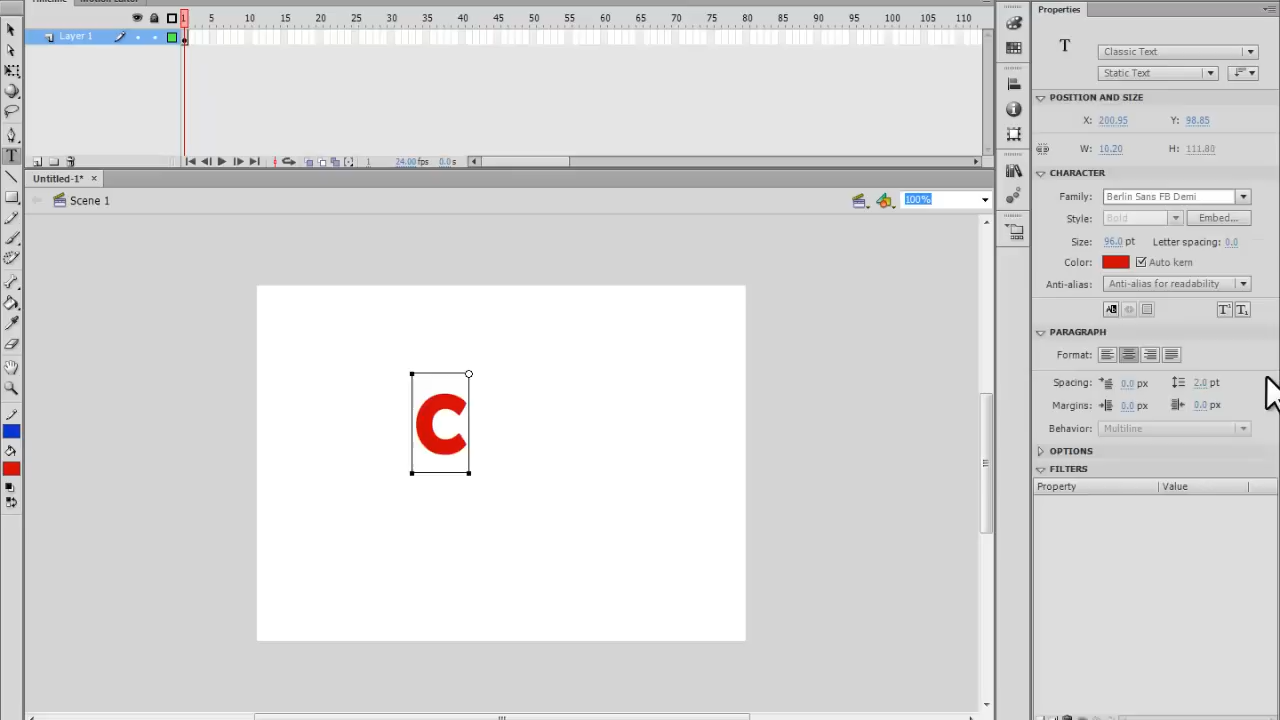 Timeline Motion Editor
Properties
1 5 10 15 20 25 30 35 40 45 50 55 60 65 70 75 80 85 90 95 100 105 110
Layer 1
T
Classic Text
Static Text
POSITION AND SIZE
X: 200.95 Y: 98.85
W: 10.20 H: 111.80
1 24.00 fps 0.0 s
CHARACTER
Untitled-1* ×
Scene 1
100%
Family: Berlin Sans FB Demi
Style: Bold Embed...
Size: 96.0 pt Letter spacing: 0.0
Color: Auto kern
Anti-alias: Anti-alias for readability
PARAGRAPH
Format:
Spacing: 0.0 px 2.0 pt
Margins: 0.0 px 0.0 px
Behavior: Multiline
OPTIONS
FILTERS
Property Value
C